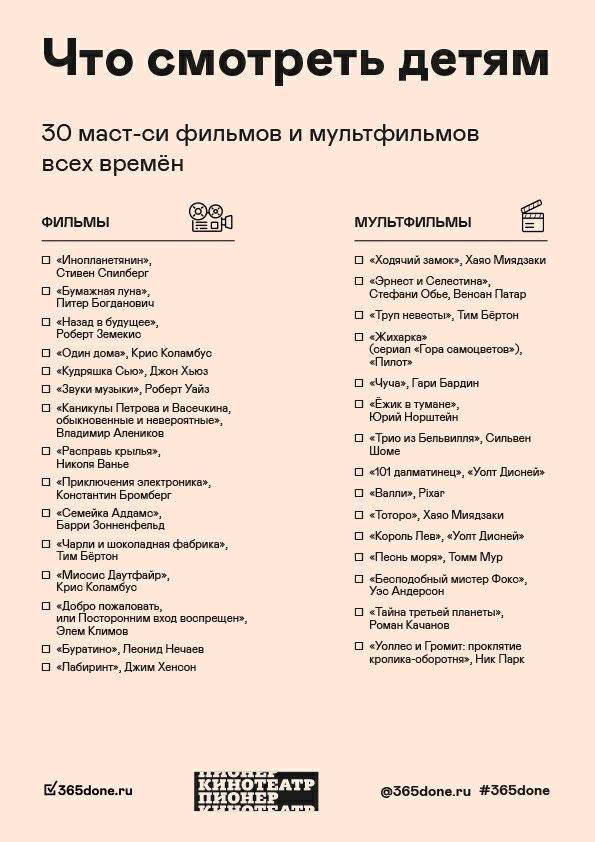 Что смотреть детям
30 маст-си фильмов и мультфильмов
всех времён
ФИЛЬМЫ
«Инопланетянин»,
Стивен Спилберг
«Бумажная луна»,
Питер Богданович
«Назад в будущее»,
Роберт Земекис
«Один дома», Крис Коламбус
«Кудряшка Сью», Джон Хьюз
«Звуки музыки», Роберт Уайз
«Каникулы Петрова и Васечкина,
обыкновенные и невероятные»,
Владимир Алеников
«Расправь крылья»,
Николя Ванье
«Приключения электроника»,
Константин Бромберг
«Семейка Аддамс»,
Барри Зонненфельд
«Чарли и шоколадная фабрика»,
Тим Бёртон
«Миссис Даутфайр»,
Крис Коламбус
«Добро пожаловать,
или Посторонним вход воспрещен»,
Элем Климов
«Буратино», Леонид Нечаев
«Лабиринт», Джим Хенсон
МУЛЬТФИЛЬМЫ
«Ходячий замок», Хаяо Миядзаки
«Эрнест и Селестина»,
Стефани Обье, Венсан Патар
«Труп невесты», Тим Бёртон
«Жихарка»
(сериал «Гора самоцветов»),
«Пилот»
«Чуча», Гари Бардин
«Ёжик в тумане»,
Юрий Норштейн
«Трио из Бельвилля», Сильвен
Шоме
«101 далматинец», «Уолт Дисней»
«Валли», Pixar
«Тоторо», Хаяо Миядзаки
«Король Лев», «Уолт Дисней»
«Песнь моря», Томм Мур
«Бесподобный мистер Фокс»,
Уэс Андерсон
«Тайна третьей планеты»,
Роман Качанов
«Уоллес и Громит: проклятие
кролика-оборотня», Ник Парк
365done.ru
ПИОНЕР
КИНОТЕАТР
ПИОНЕР
КИНОТЕАТР
@365done.ru #365done